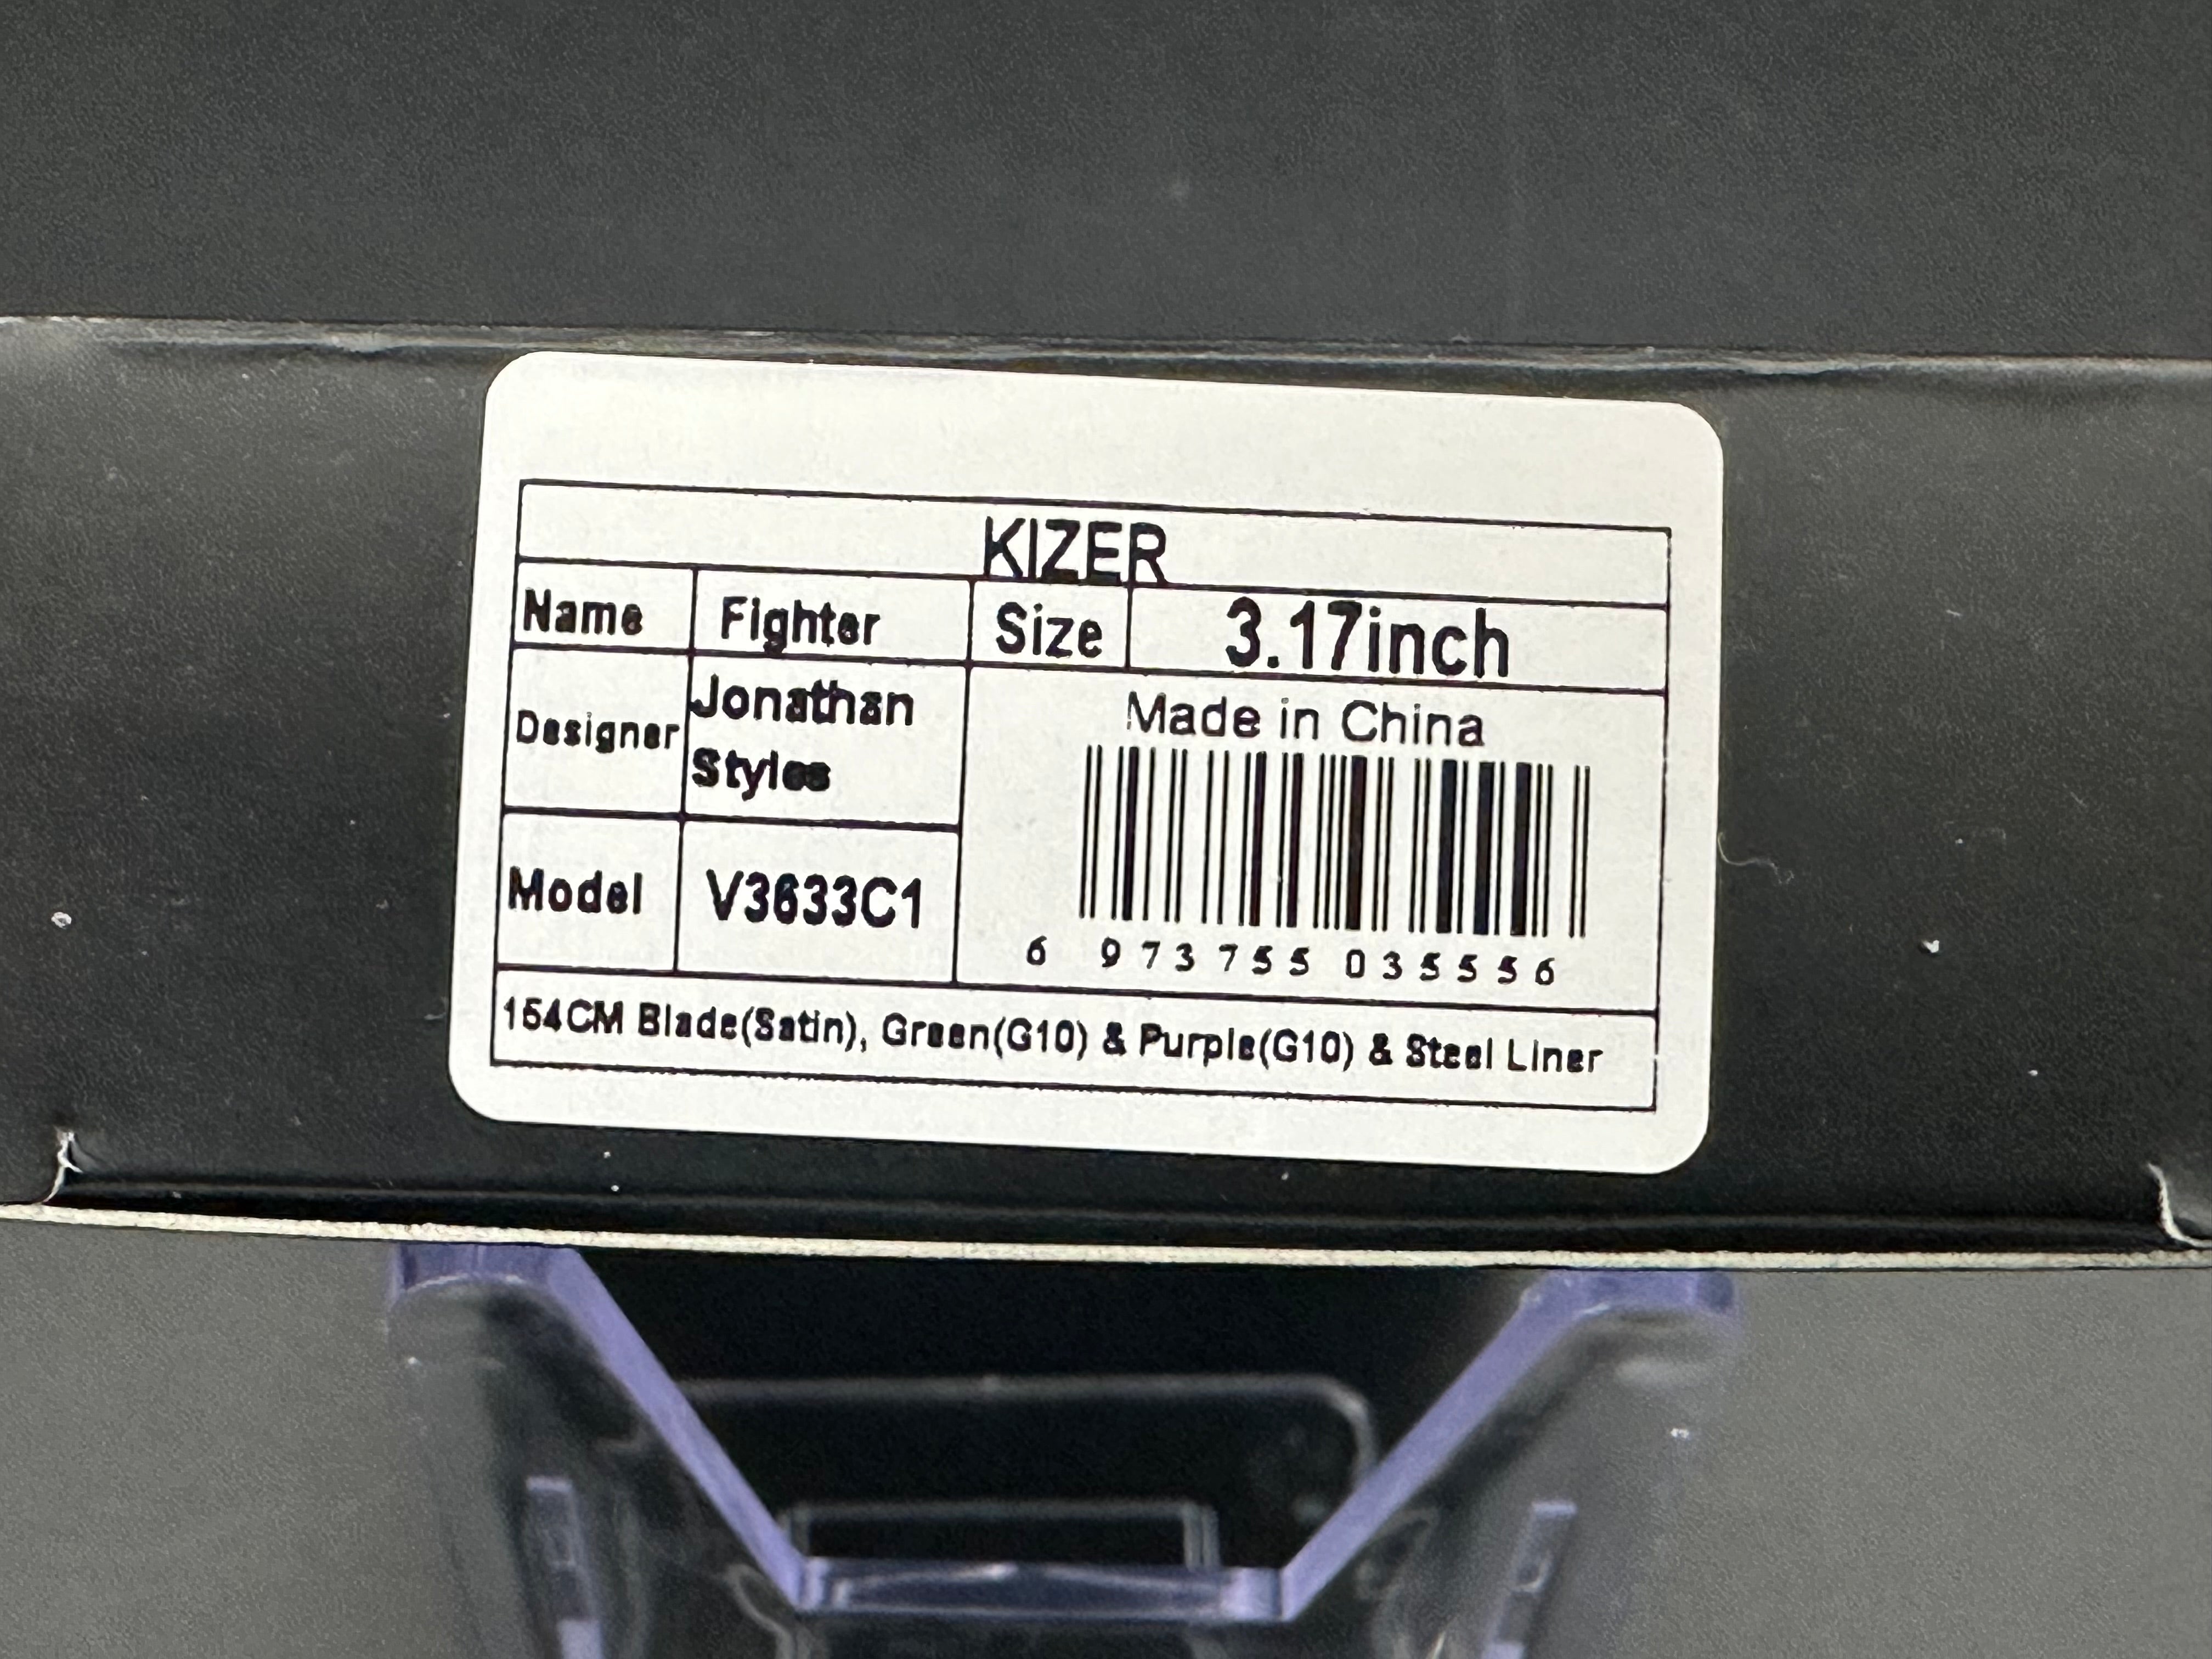 KIZER
Name Fighter Size 3.17inch
Designer Jonathan
Styles
Made in China
6 973755 035556
Model V3633C1
154CM Blade(Satin), Green(G10) & Purple(G10) & Steel Liner